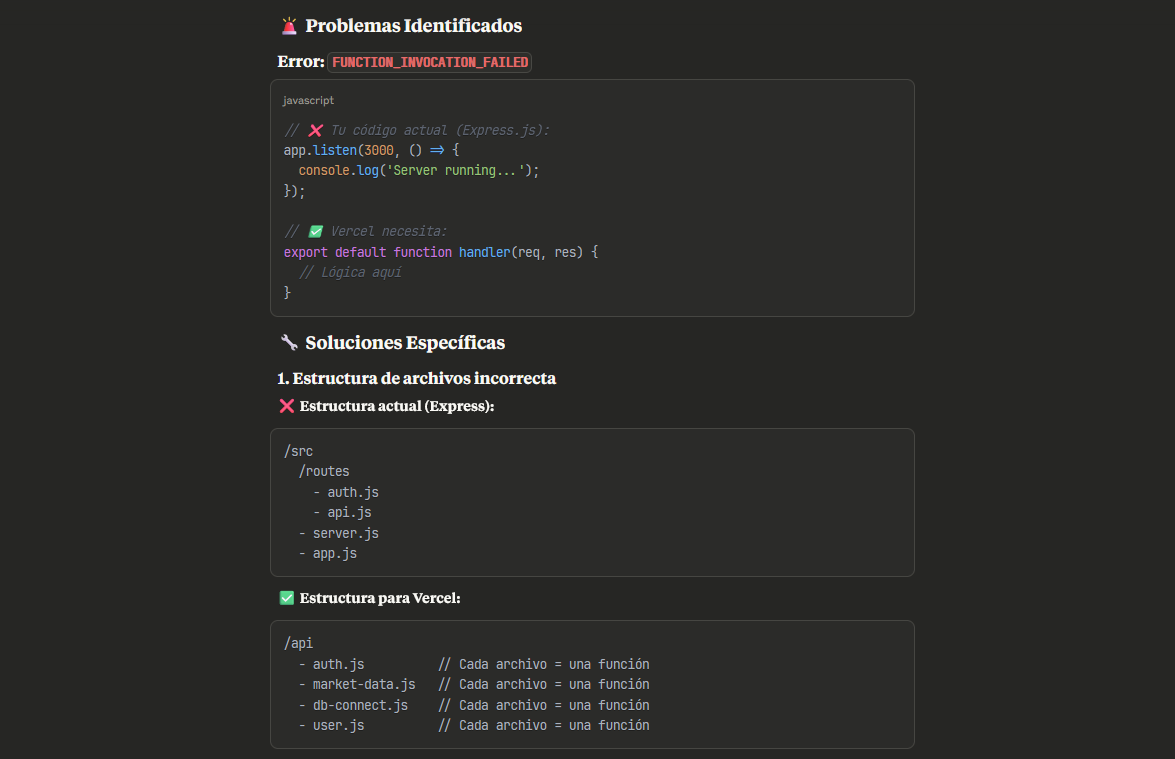 🚨 Problemas Identificados
Error: FUNCTION_INVOCATION_FAILED
javascript
// ❌ Tu código actual (Express.js):
app.listen(3000, () => {
  console.log('Server running...');
});
// ✅ Vercel necesita:
export default function handler(req, res) {
  // Lógica aquí
}
🔧 Soluciones Específicas
1. Estructura de archivos incorrecta
❌ Estructura actual (Express):
/src
  /routes
    - auth.js
    - api.js
  - server.js
  - app.js
✅ Estructura para Vercel:
/api
  - auth.js          // Cada archivo = una función
  - market-data.js   // Cada archivo = una función
  - db-connect.js    // Cada archivo = una función
  - user.js          // Cada archivo = una función